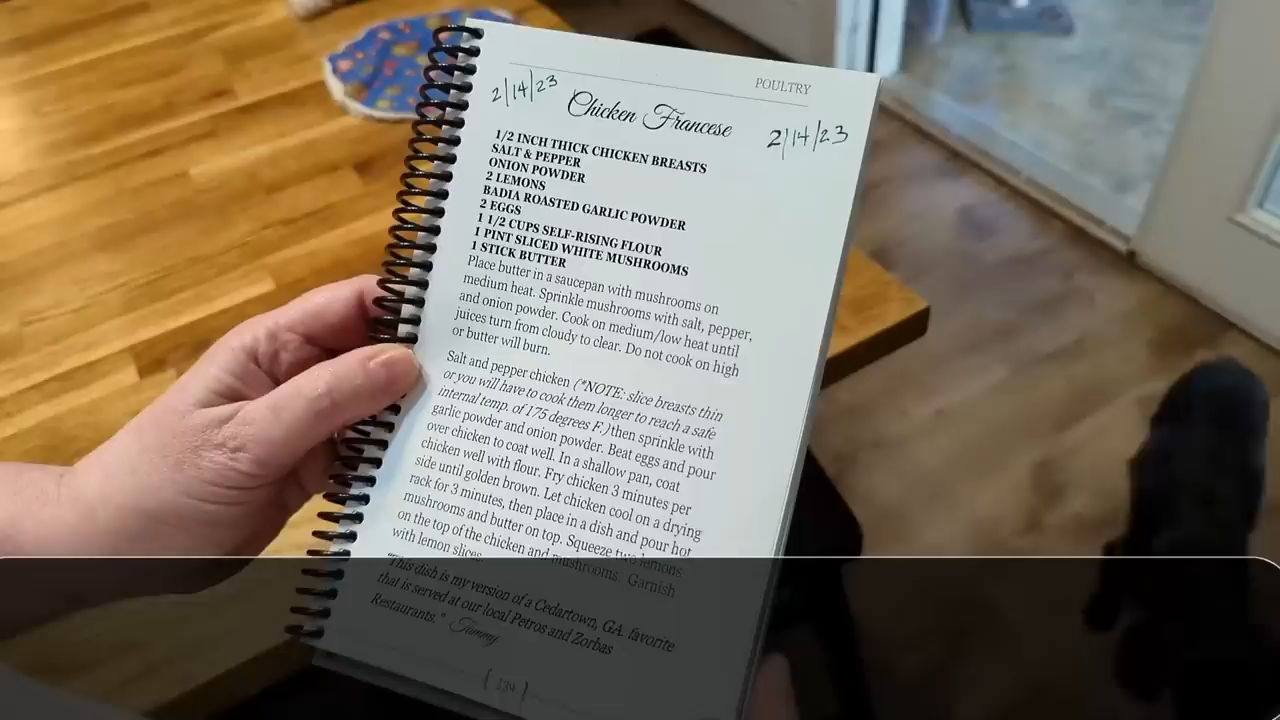 POULTRY
2/14/23
Chicken Francese
2/14/23
1/2 INCH THICK CHICKEN BREASTS
SALT & PEPPER
ONION POWDER
2 LEMONS
BADIA ROASTED GARLIC POWDER
2 EGGS
1 1/2 CUPS SELF-RISING FLOUR
1 PINT SLICED WHITE MUSHROOMS
1 STICK BUTTER
Place butter in a saucepan with mushrooms on
medium heat. Sprinkle mushrooms with salt, pepper,
and onion powder. Cook on medium/low heat until
juices turn from cloudy to clear. Do not cook on high
or butter will burn.
Salt and pepper chicken (*NOTE: slice breasts thin
or you will have to cook them longer to reach a safe
internal temp. of 175 degrees F.) then sprinkle with
garlic powder and onion powder. Beat eggs and pour
over chicken to coat well. In a shallow pan, coat
chicken well with flour. Fry chicken 3 minutes per
side until golden brown. Let chicken cool on a drying
rack for 3 minutes, then place in a dish and pour hot
mushrooms and butter on top. Squeeze two lemons
on the top of the chicken and mushrooms. Garnish
with lemon slices.
"This dish is my version of a Cedartown, GA. favorite
that is served at our local Petros and Zorbas
Restaurants." Tammy
( 134 )